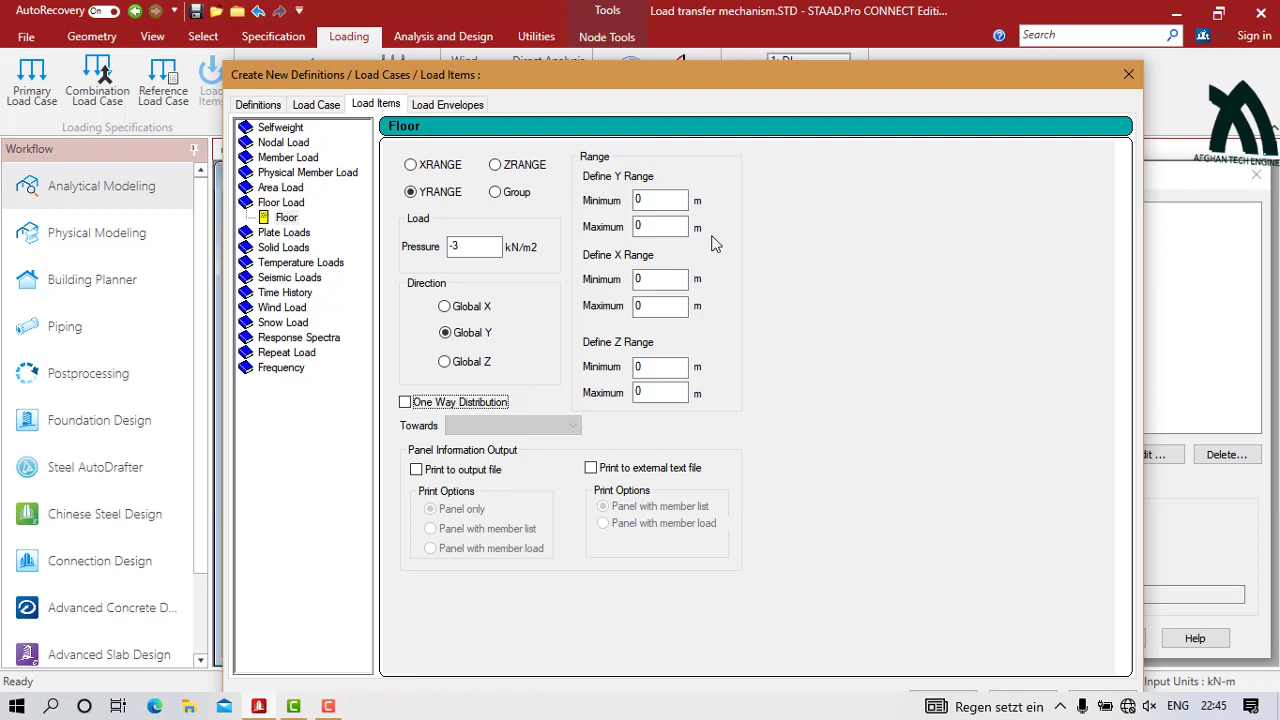 AutoRecovery
Tools
Load transfer mechanism.STD - STAAD.Pro CONNECT Editi...
File
Geometry
View
Select
Specification
Loading
Analysis and Design
Utilities
Node Tools
Search
Sign in
Primary Load Case
Combination Load Case
Reference Load Case
Loading Specifications
Create New Definitions / Load Cases / Load Items :
Definitions
Load Case
Load Items
Load Envelopes
AFGHAN TECH ENGINE
Workflow
Analytical Modeling
Physical Modeling
Building Planner
Piping
Postprocessing
Foundation Design
Steel AutoDrafter
Chinese Steel Design
Connection Design
Advanced Concrete D...
Advanced Slab Design
Selfweight
Nodal Load
Member Load
Physical Member Load
Area Load
Floor Load
Floor
Plate Loads
Solid Loads
Temperature Loads
Seismic Loads
Time History
Wind Load
Snow Load
Response Spectra
Repeat Load
Frequency
Floor
XRANGE
ZRANGE
YRANGE
Group
Load
Pressure -3 kN/m2
Direction
Global X
Global Y
Global Z
One Way Distribution
Towards
Range
Define Y Range
Minimum 0 m
Maximum 0 m
Define X Range
Minimum 0 m
Maximum 0 m
Define Z Range
Minimum 0 m
Maximum 0 m
Panel Information Output
Print to output file
Print Options
Panel only
Panel with member list
Panel with member load
Print to external text file
Print Options
Panel with member list
Panel with member load
dit ...
Delete...
Help
Ready
Input Units : kN-m
Regen setzt ein
ENG
22:45